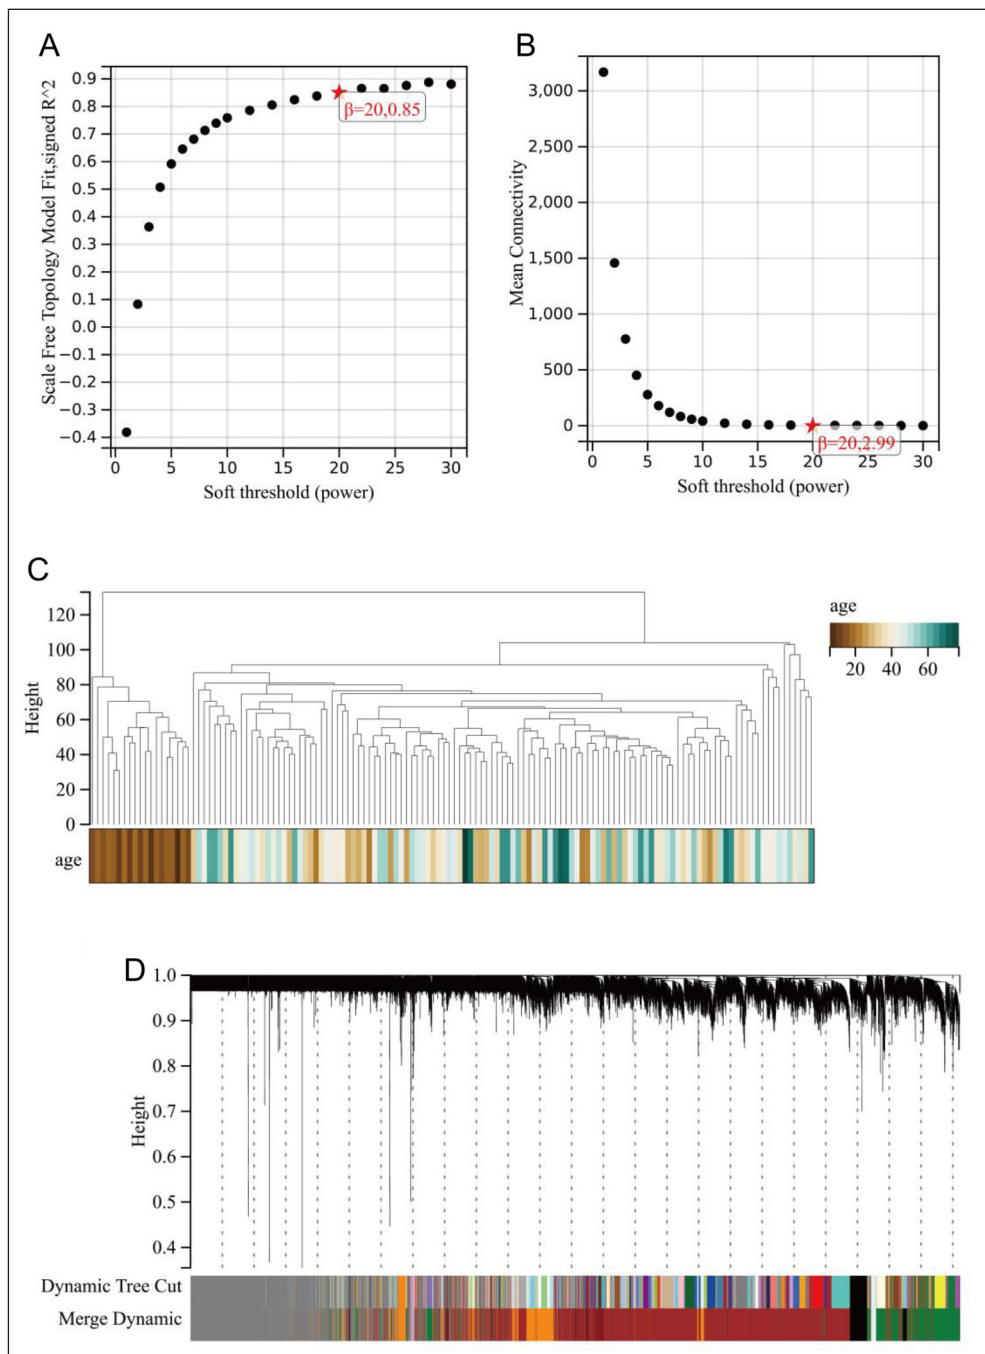 A
Scale Free Topology Model Fit,signed R^2
0.9
0.8
0.7
0.6
0.5
0.4
0.3
0.2
0.1
0.0
−0.1
−0.2
−0.3
−0.4
β=20,0.85
0 5 10 15 20 25 30
Soft threshold (power)
B
Mean Connectivity
3,000
2,500
2,000
1,500
1,000
500
0
β=20,2.99
0 5 10 15 20 25 30
Soft threshold (power)
C
Height
120
100
80
60
40
20
0
age
age
20 40 60
D
Height
1.0
0.9
0.8
0.7
0.6
0.5
0.4
Dynamic Tree Cut
Merge Dynamic